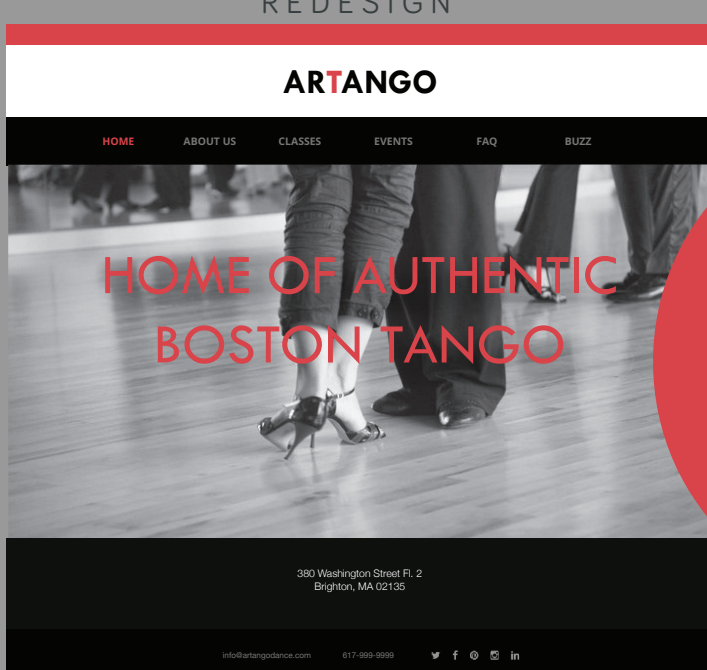 REDESIGN
ARTANGO
HOME ABOUT US CLASSES EVENTS FAQ BUZZ
HOME OF AUTHENTIC
BOSTON TANGO
380 Washington Street Fl. 2
Brighton, MA 02135
info@artangodance.com 617-999-9999